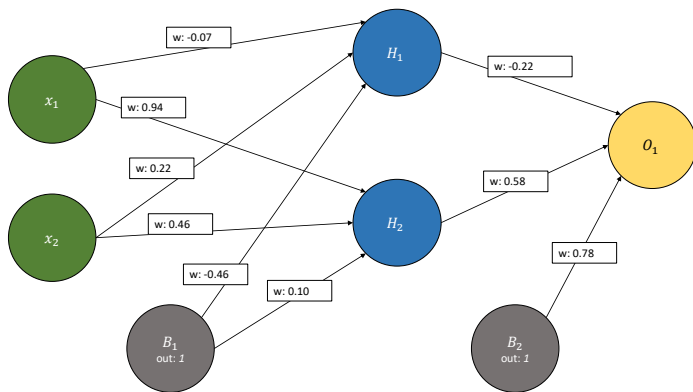 w: -0.07
H₁
w: -0.22
x₁
w: 0.94
O₁
w: 0.22
w: 0.58
x₂
w: 0.46
H₂
w: 0.78
w: -0.46
w: 0.10
B₁
out: 1
B₂
out: 1